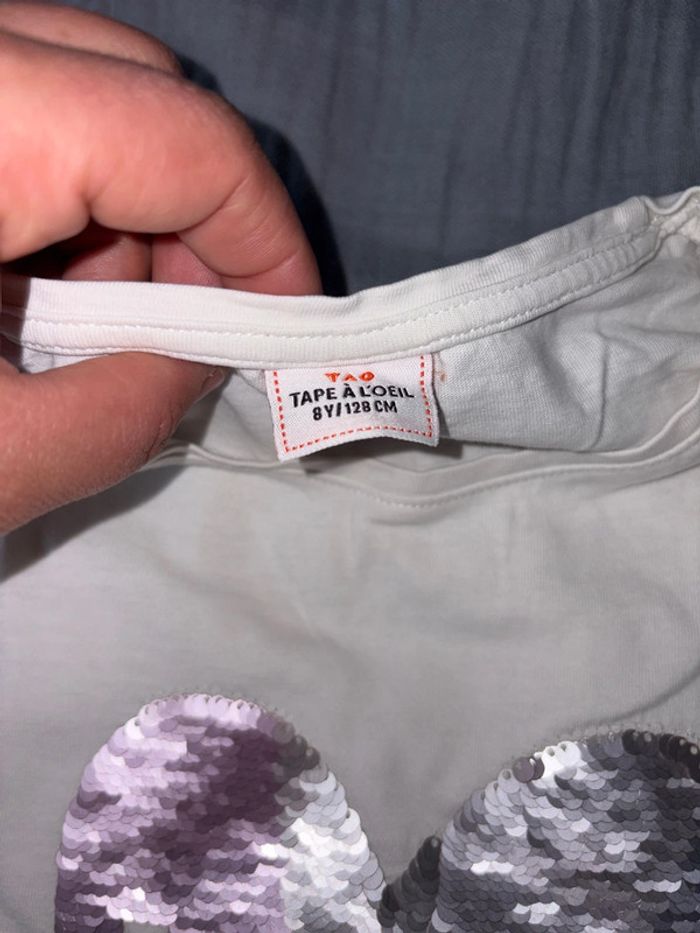 TAO
TAPE À L'OEIL
8Y/128 CM